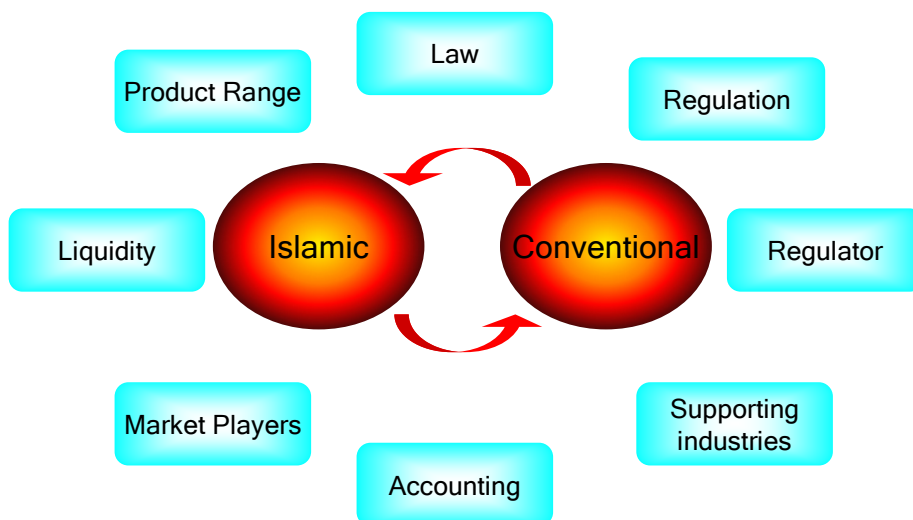 Law
Product Range
Regulation
Islamic
Conventional
Liquidity
Regulator
Market Players
Supporting
industries
Accounting